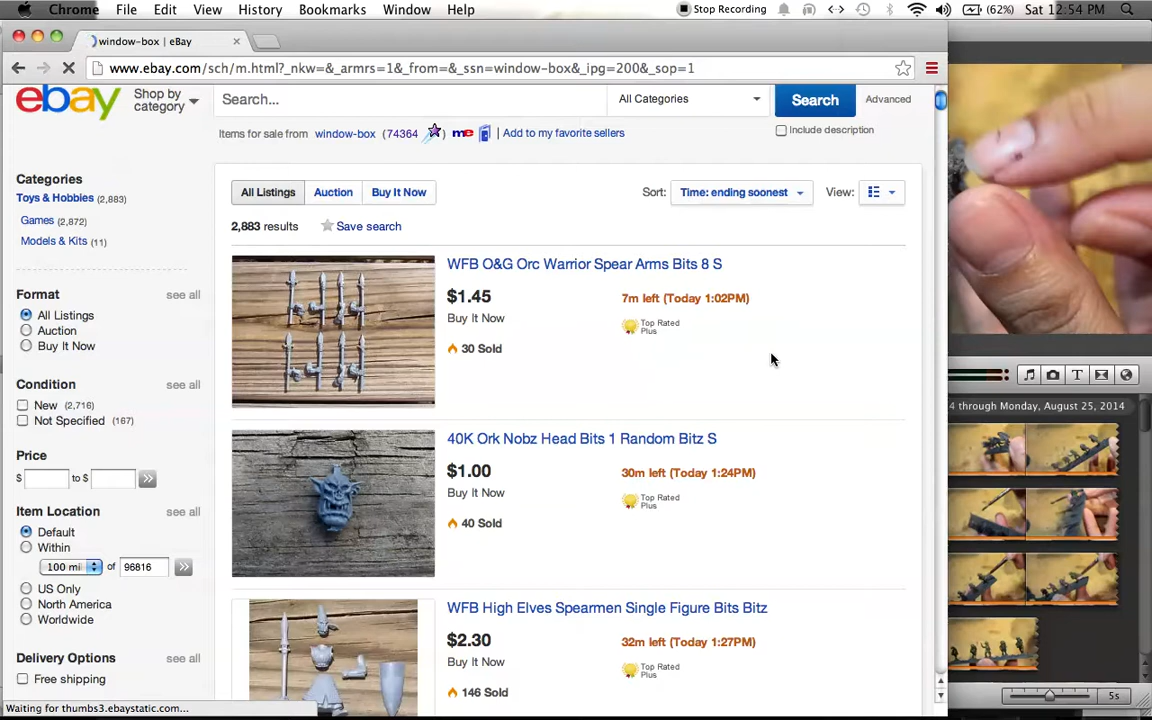 Chrome File Edit View History Bookmarks Window Help Stop Recording (62%) Sat 12:54 PM
window-box | eBay
www.ebay.com/sch/m.html?_nkw=&_armrs=1&_from=&_ssn=window-box&_ipg=200&_sop=1
ebay Shop by category Search... All Categories Search Advanced
Items for sale from window-box (74364 ) me Add to my favorite sellers Include description
Categories
Toys & Hobbies (2,883)
Games (2,872)
Models & Kits (11)
All Listings Auction Buy It Now Sort: Time: ending soonest View:
2,883 results Save search
Format see all
All Listings
Auction
Buy It Now
Condition see all
New (2,716)
Not Specified (167)
Price
$ to $ >>
Item Location see all
Default
Within
100 mil of 96816 >>
US Only
North America
Worldwide
Delivery Options see all
Free shipping
WFB O&G Orc Warrior Spear Arms Bits 8 S
$1.45 7m left (Today 1:02PM)
Buy It Now Top Rated Plus
30 Sold
40K Ork Nobz Head Bits 1 Random Bitz S
$1.00 30m left (Today 1:24PM)
Buy It Now Top Rated Plus
40 Sold
WFB High Elves Spearmen Single Figure Bits Bitz
$2.30 32m left (Today 1:27PM)
Buy It Now Top Rated Plus
146 Sold
Waiting for thumbs3.ebaystatic.com...
T
4 through Monday, August 25, 2014
5s